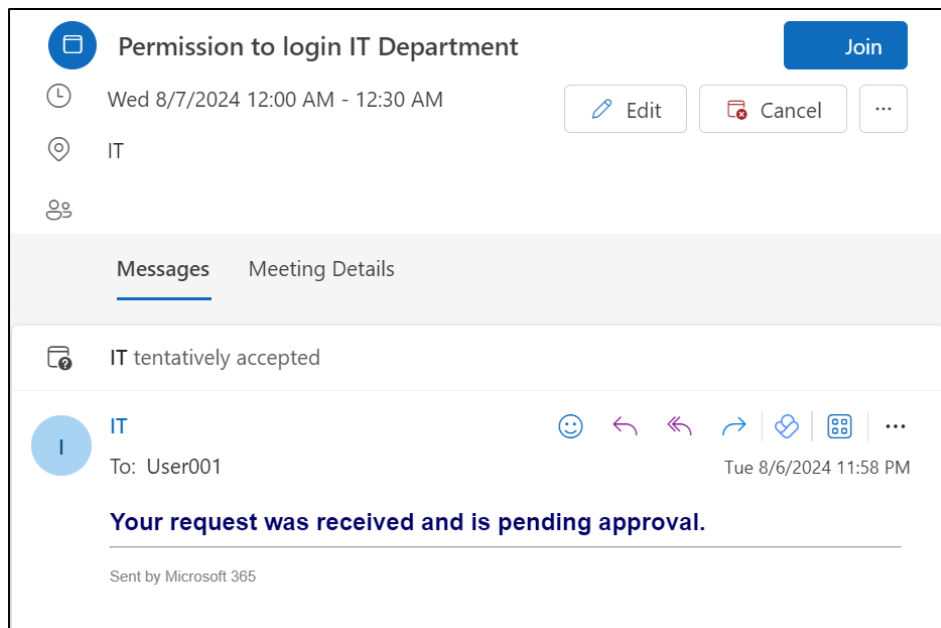 Permission to login IT Department
Join
Wed 8/7/2024 12:00 AM - 12:30 AM
Edit
Cancel
IT
Messages
Meeting Details
IT tentatively accepted
I
IT
To: User001
Tue 8/6/2024 11:58 PM
Your request was received and is pending approval.
Sent by Microsoft 365